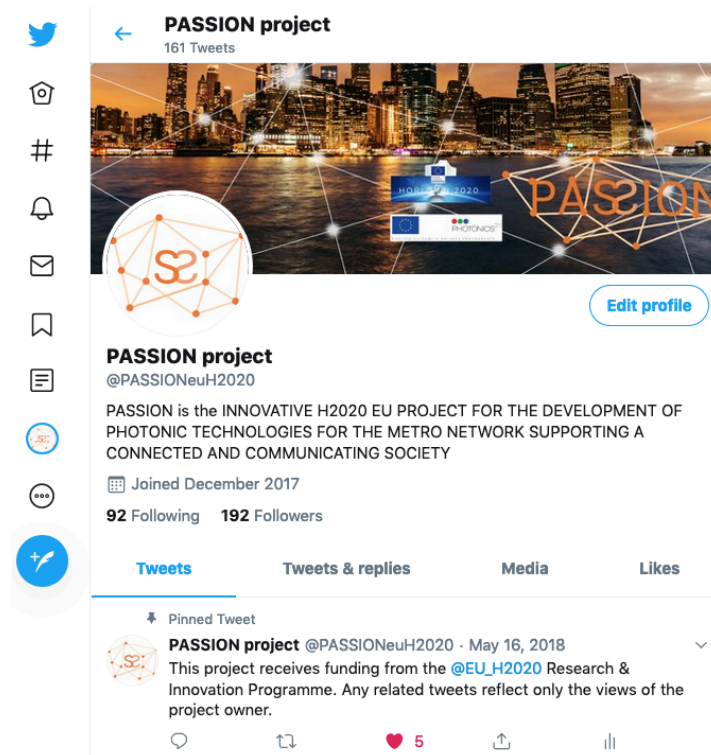 PASSION project
161 Tweets
HORIZON 2020
PHOTONICS
PASSION
Edit profile
PASSION project
@PASSIONeuH2020
PASSION is the INNOVATIVE H2020 EU PROJECT FOR THE DEVELOPMENT OF
PHOTONIC TECHNOLOGIES FOR THE METRO NETWORK SUPPORTING A
CONNECTED AND COMMUNICATING SOCIETY
Joined December 2017
92 Following 192 Followers
Tweets Tweets & replies Media Likes
Pinned Tweet
PASSION project @PASSIONeuH2020 · May 16, 2018
This project receives funding from the @EU_H2020 Research &
Innovation Programme. Any related tweets reflect only the views of the
project owner.
5